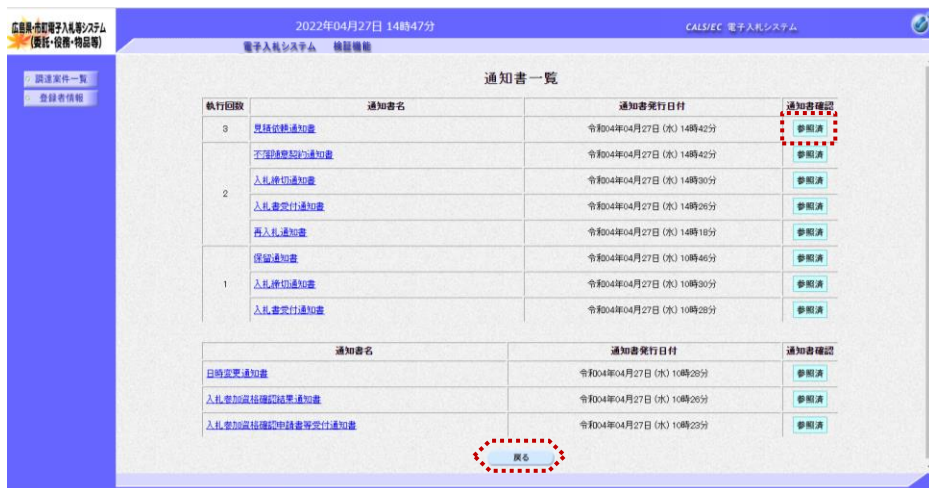 広島県・市町電子入札等システム
(委託・役務・物品等)
2022年04月27日 14時47分
CALS/EC 電子入札システム
電子入札システム 検証機能
調達案件一覧
登録者情報
通知書一覧
執行回数 通知書名 通知書発行日付 通知書確認
3 見積依頼通知書 令和04年04月27日 (水) 14時42分 参照済
不落随意契約通知書 令和04年04月27日 (水) 14時42分 参照済
入札締切通知書 令和04年04月27日 (水) 14時30分 参照済
2
入札書受付通知書 令和04年04月27日 (水) 14時26分 参照済
再入札通知書 令和04年04月27日 (水) 14時18分 参照済
保留通知書 令和04年04月27日 (水) 10時46分 参照済
1 入札締切通知書 令和04年04月27日 (水) 10時30分 参照済
入札書受付通知書 令和04年04月27日 (水) 10時28分 参照済
通知書名 通知書発行日付 通知書確認
日時変更通知書 令和04年04月27日 (水) 10時28分 参照済
入札参加資格確認結果通知書 令和04年04月27日 (水) 10時26分 参照済
入札参加資格確認申請書等受付通知書 令和04年04月27日 (水) 10時23分 参照済
戻る